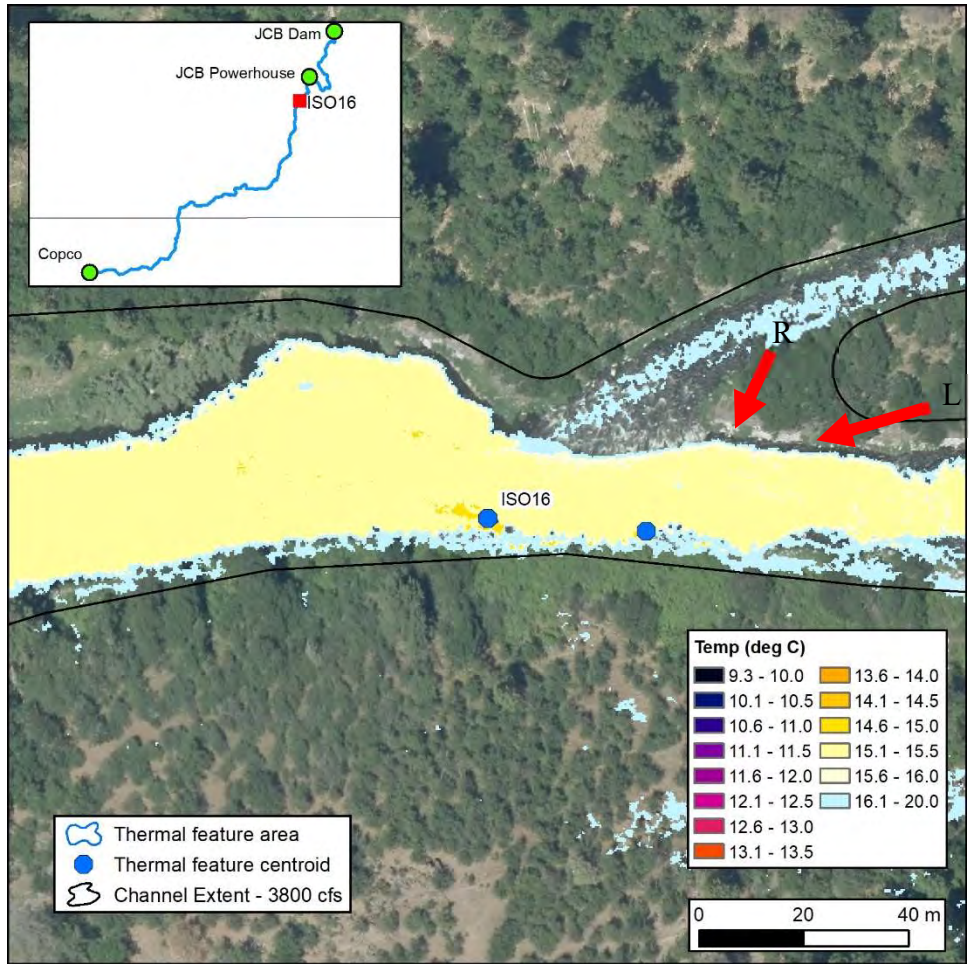 JCB Dam
JCB Powerhouse
ISO16
Copco
R
L
ISO16
Temp (deg C)
9.3 - 10.0
10.1 - 10.5
10.6 - 11.0
11.1 - 11.5
11.6 - 12.0
12.1 - 12.5
12.6 - 13.0
13.1 - 13.5
13.6 - 14.0
14.1 - 14.5
14.6 - 15.0
15.1 - 15.5
15.6 - 16.0
16.1 - 20.0
Thermal feature area
Thermal feature centroid
Channel Extent - 3800 cfs
0 20 40 m